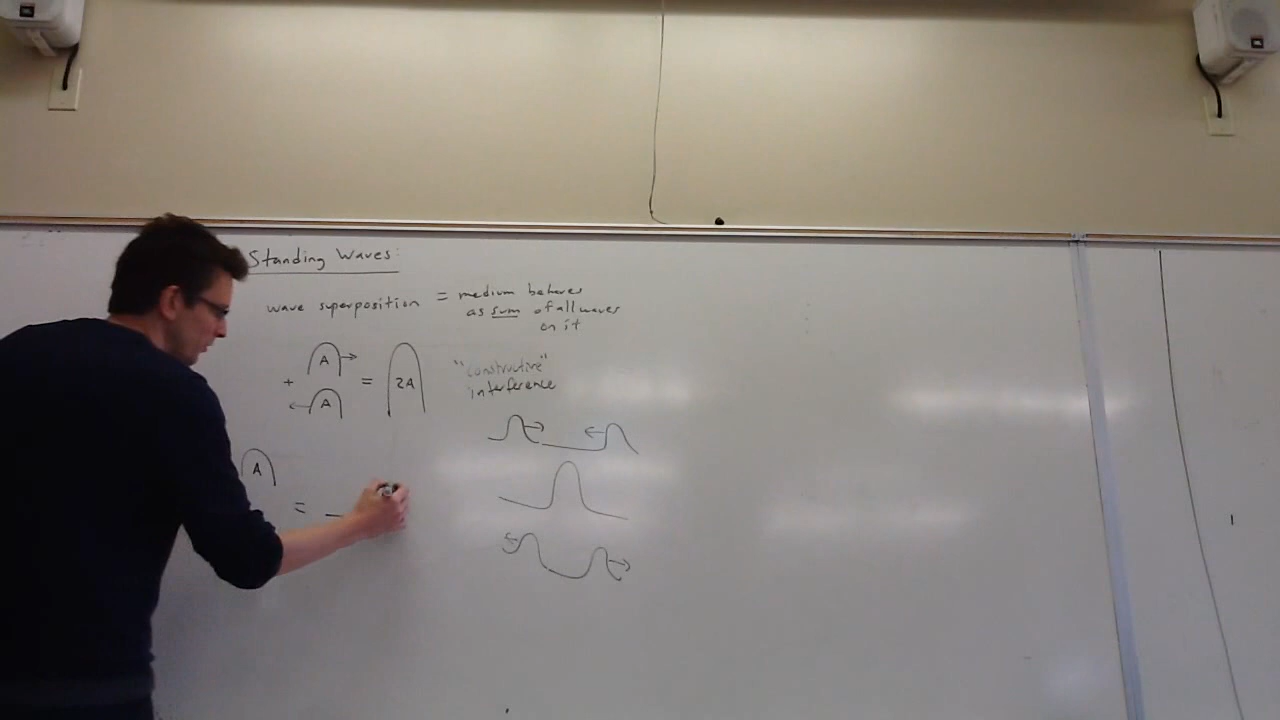 Standing Waves:
wave superposition = medium behaves
as sum of all waves
on it
A
+ = 2A
A
"constructive"
interference
A
= _